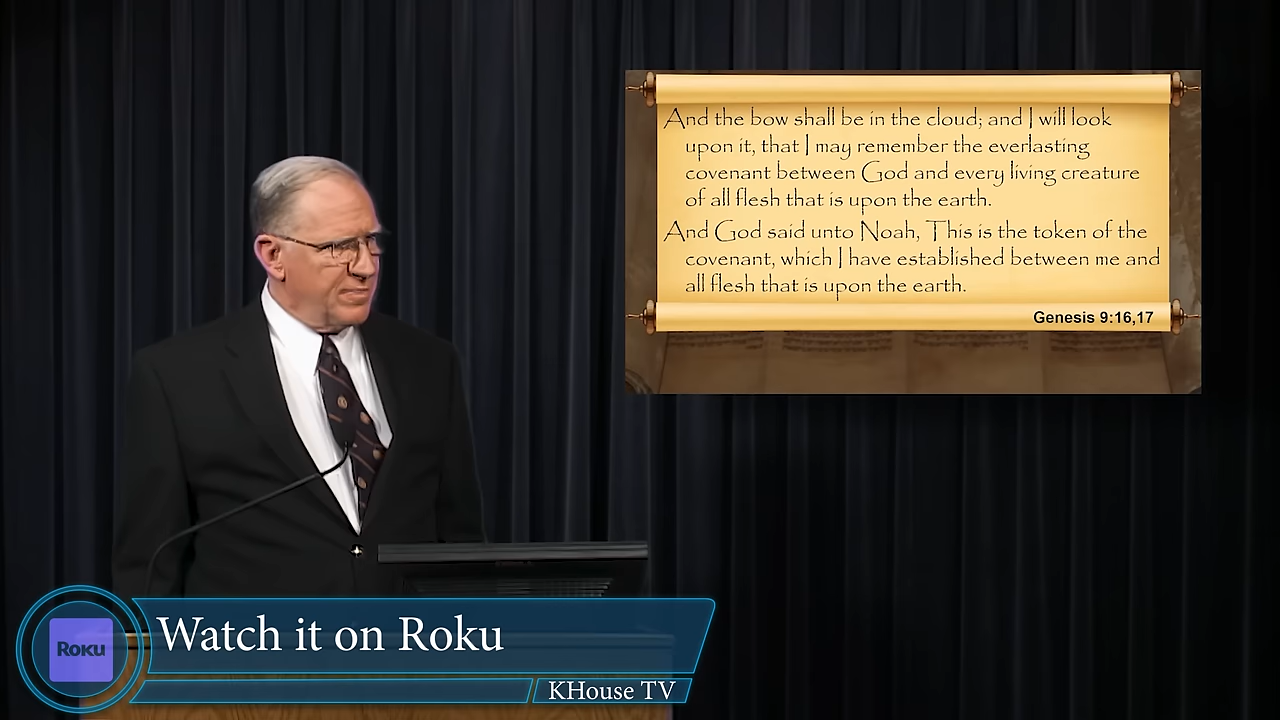 And the bow shall be in the cloud; and I will look
upon it, that I may remember the everlasting
covenant between God and every living creature
of all flesh that is upon the earth.
And God said unto Noah, This is the token of the
covenant, which I have established between me and
all flesh that is upon the earth.
Genesis 9:16,17
Watch it on Roku
Roku
KHouse TV